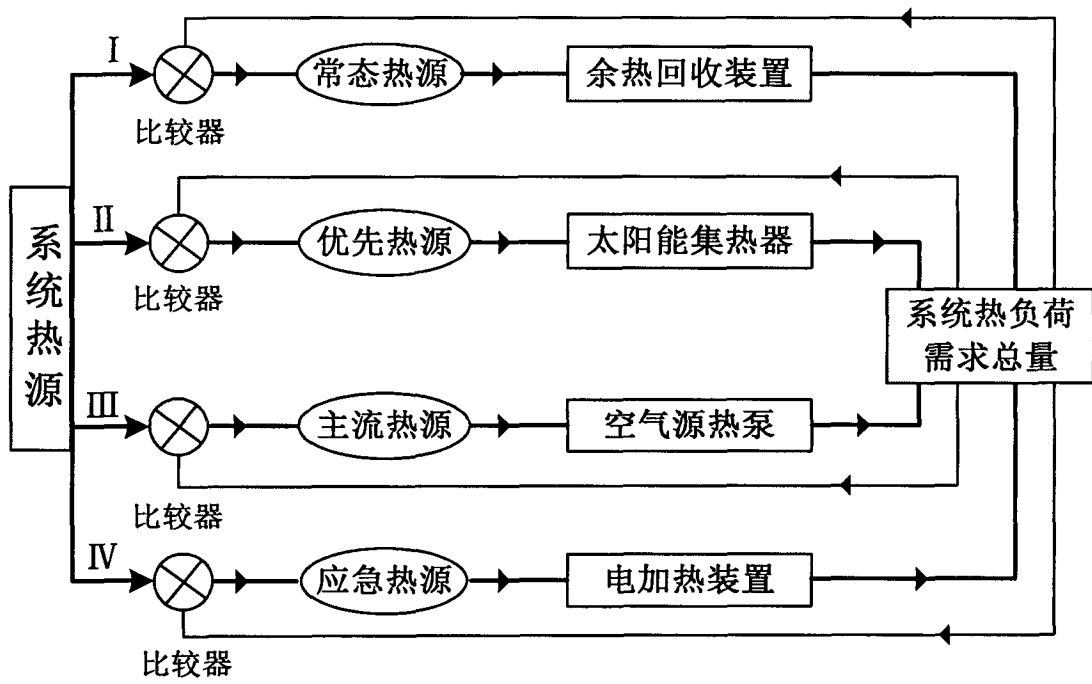 系统热源
Ⅰ
比较器
常态热源
余热回收装置
Ⅱ
比较器
优先热源
太阳能集热器
系统热负荷
需求总量
Ⅲ
比较器
主流热源
空气源热泵
Ⅳ
比较器
应急热源
电加热装置